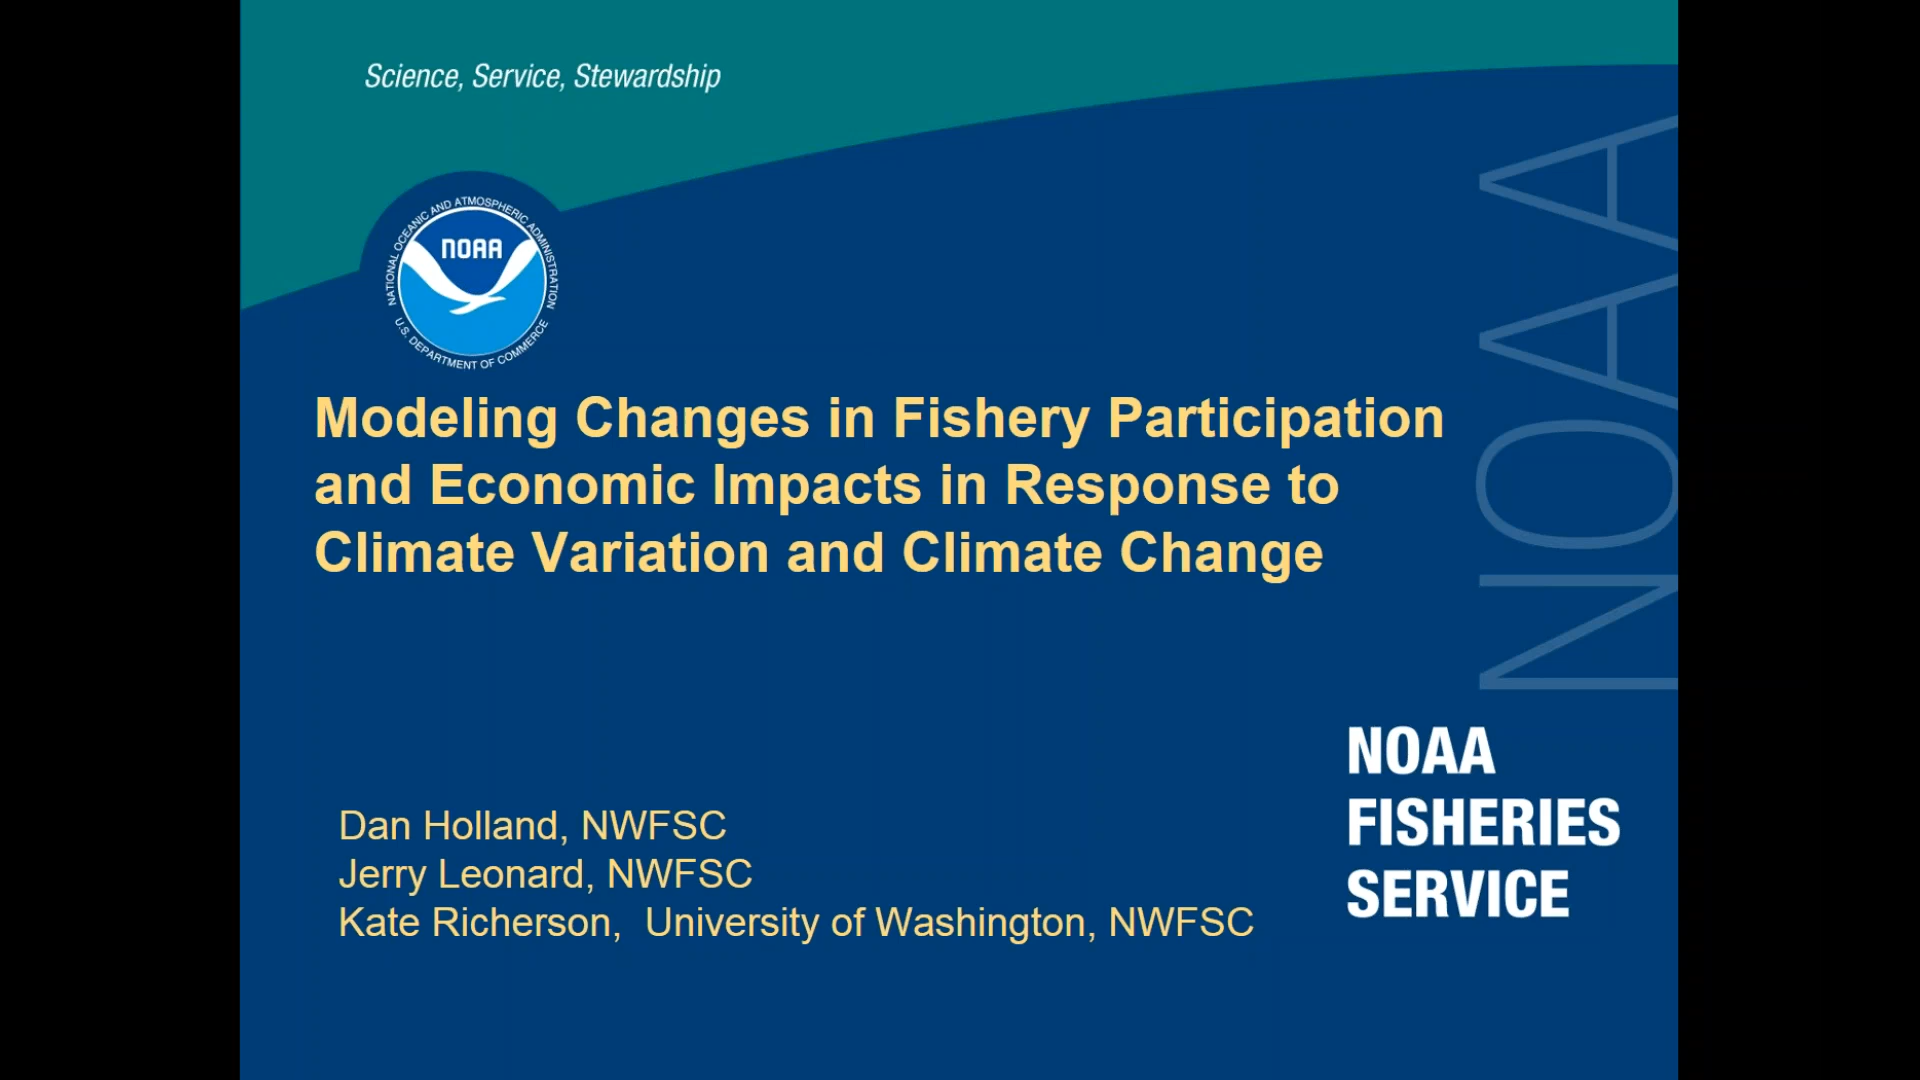 Science, Service, Stewardship
NATIONAL OCEANIC AND ATMOSPHERIC ADMINISTRATION
NOAA
U.S. DEPARTMENT OF COMMERCE
Modeling Changes in Fishery Participation
and Economic Impacts in Response to
Climate Variation and Climate Change
NOAA
Dan Holland, NWFSC
Jerry Leonard, NWFSC
Kate Richerson, University of Washington, NWFSC
NOAA
FISHERIES
SERVICE